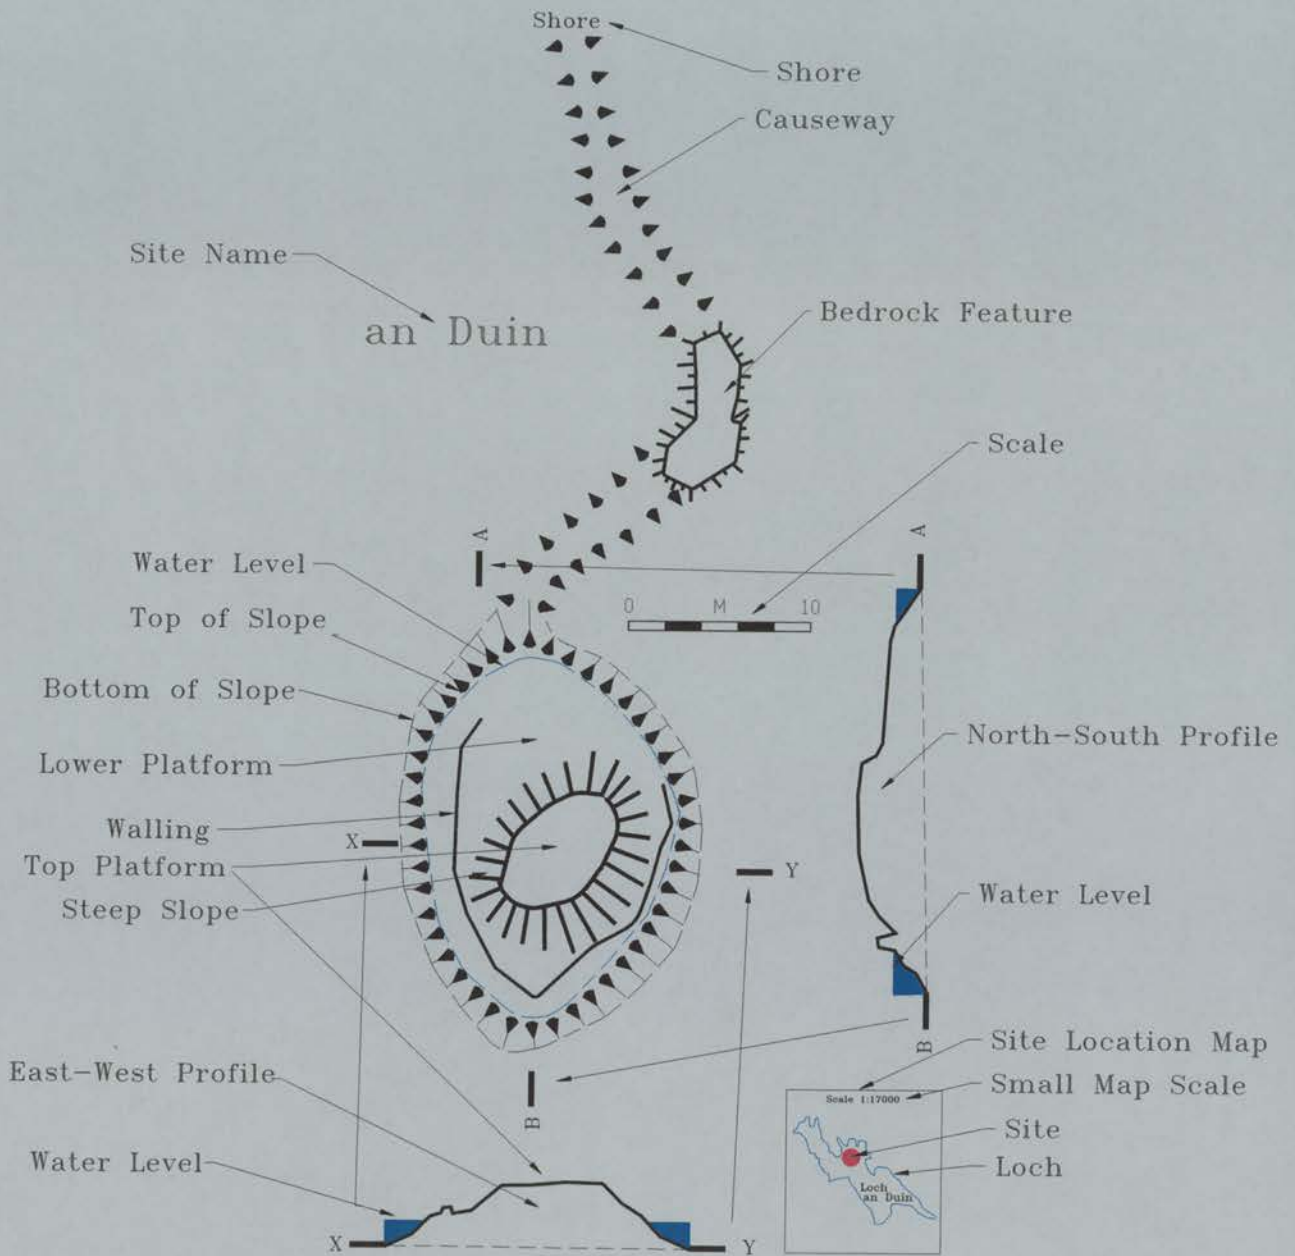 Shore
Shore
Causeway
Site Name
an Duin
Bedrock Feature
Scale
A
A
Water Level
0 M 10
Top of Slope
Bottom of Slope
North-South Profile
Lower Platform
Walling
X
Top Platform
Y
Steep Slope
Water Level
B
Site Location Map
East-West Profile
Small Map Scale
Scale 1:17000
B
Site
Water Level
Loch
Loch
an Duin
X
Y